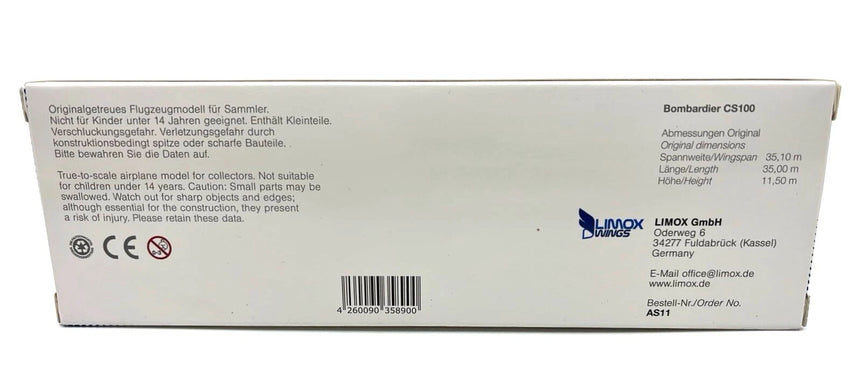 Originalgetreues Flugzeugmodell für Sammler.
Nicht für Kinder unter 14 Jahren geeignet. Enthält Kleinteile.
Verschluckungsgefahr. Verletzungsgefahr durch
konstruktionsbedingt spitze oder scharfe Bauteile. .
Bitte bewahren Sie die Daten auf.
True-to-scale airplane model for collectors. Not suitable
for children under 14 years. Caution: Small parts may be
swallowed. Watch out for sharp objects and edges;
although essential for the construction, they present
a risk of injury. Please retain these data.
CE
4 260090 358900
Bombardier CS100
Abmessungen Original
Original dimensions
Spannweite/Wingspan 35,10 m
Länge/Length 35,00 m
Höhe/Height 11,50 m
LIMOX
WINGS
LIMOX GmbH
Oderweg 6
34277 Fuldabrück (Kassel)
Germany
E-Mail office@limox.de
www.limox.de
Bestell-Nr./Order No.
AS11